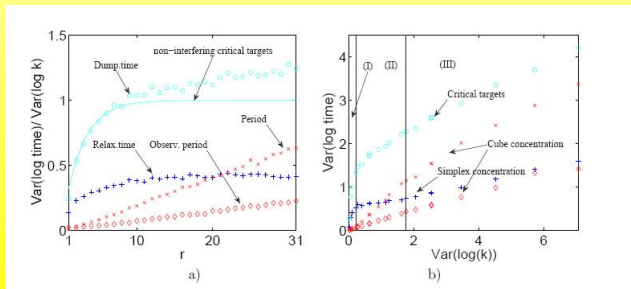 1.5
1
0.5
0
Var(log time)/ Var(log k)
non-interfering critical targets
Dump.time
Period
Relax.time
Observ. period
1
10
20
31
r
a)
4
3
2
1
0
Var(log time)
(I)
(II)
(III)
Critical targets
Cube concentration
Simplex concentration
0
2
4
6
Var(log(k))
b)